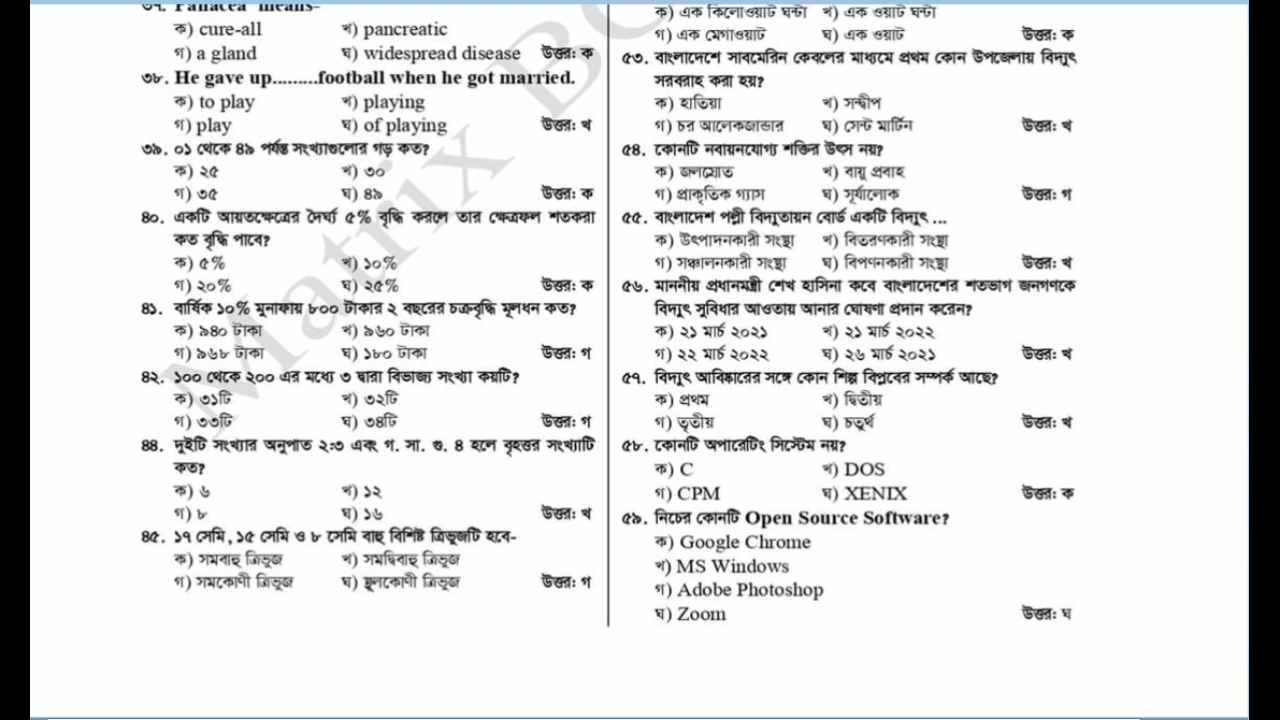 ৩৭. Panacea means-
ক) cure-all খ) pancreatic
গ) a gland ঘ) widespread disease উত্তর: ক
৩৮. He gave up.........football when he got married.
ক) to play খ) playing
গ) play ঘ) of playing উত্তর: খ
৩৯. ০১ থেকে ৪৯ পর্যন্ত সংখ্যাগুলোর গড় কত?
ক) ২৫ খ) ৩০
গ) ৩৫ ঘ) ৪৯ উত্তর: ক
৪০. একটি আয়তক্ষেত্রের দৈর্ঘ্য ৫% বৃদ্ধি করলে তার ক্ষেত্রফল শতকরা
কত বৃদ্ধি পাবে?
ক) ৫% খ) ১০%
গ) ২০% ঘ) ২৫% উত্তর: ক
৪১. বার্ষিক ১০% মুনাফায় ৮০০ টাকার ২ বছরের চক্রবৃদ্ধি মূলধন কত?
ক) ৯৪০ টাকা খ) ৯৬০ টাকা
গ) ৯৬৮ টাকা ঘ) ১৮০ টাকা উত্তর: গ
৪২. ১০০ থেকে ২০০ এর মধ্যে ৩ দ্বারা বিভাজ্য সংখ্যা কয়টি?
ক) ৩১টি খ) ৩২টি
গ) ৩৩টি ঘ) ৩৪টি উত্তর: গ
৪৪. দুইটি সংখ্যার অনুপাত ২:৩ এবং গ. সা. গু. ৪ হলে বৃহত্তর সংখ্যাটি
কত?
ক) ৬ খ) ১২
গ) ৮ ঘ) ১৬ উত্তর: খ
৪৫. ১৭ সেমি, ১৫ সেমি ও ৮ সেমি বাহু বিশিষ্ট ত্রিভুজটি হবে-
ক) সমবাহু ত্রিভুজ খ) সমদ্বিবাহু ত্রিভুজ
গ) সমকোণী ত্রিভুজ ঘ) স্থূলকোণী ত্রিভুজ উত্তর: গ
ক) এক কিলোওয়াট ঘন্টা খ) এক ওয়াট ঘন্টা
গ) এক মেগাওয়াট ঘ) এক ওয়াট উত্তর: ক
৫৩. বাংলাদেশে সাবমেরিন কেবলের মাধ্যমে প্রথম কোন উপজেলায় বিদ্যুৎ
সরবরাহ করা হয়?
ক) হাতিয়া খ) সন্দ্বীপ
গ) চর আলেকজান্ডার ঘ) সেন্ট মার্টিন উত্তর: খ
৫৪. কোনটি নবায়নযোগ্য শক্তির উৎস নয়?
ক) জলস্রোত খ) বায়ু প্রবাহ
গ) প্রাকৃতিক গ্যাস ঘ) সূর্যালোক উত্তর: গ
৫৫. বাংলাদেশ পল্লী বিদ্যুতায়ন বোর্ড একটি বিদ্যুৎ ...
ক) উৎপাদনকারী সংস্থা খ) বিতরণকারী সংস্থা
গ) সঞ্চালনকারী সংস্থা ঘ) বিপণনকারী সংস্থা উত্তর: খ
৫৬. মাননীয় প্রধানমন্ত্রী শেখ হাসিনা কবে বাংলাদেশের শতভাগ জনগণকে
বিদ্যুৎ সুবিধার আওতায় আনার ঘোষণা প্রদান করেন?
ক) ২১ মার্চ ২০২১ খ) ২১ মার্চ ২০২২
গ) ২২ মার্চ ২০২২ ঘ) ২৬ মার্চ ২০২১ উত্তর: খ
৫৭. বিদ্যুৎ আবিষ্কারের সঙ্গে কোন শিল্প বিপ্লবের সম্পর্ক আছে?
ক) প্রথম খ) দ্বিতীয়
গ) তৃতীয় ঘ) চতুর্থ উত্তর: খ
৫৮. কোনটি অপারেটিং সিস্টেম নয়?
ক) C খ) DOS
গ) CPM ঘ) XENIX উত্তর: ক
৫৯. নিচের কোনটি Open Source Software?
ক) Google Chrome
খ) MS Windows
গ) Adobe Photoshop
ঘ) Zoom উত্তর: ঘ
Matrix BC